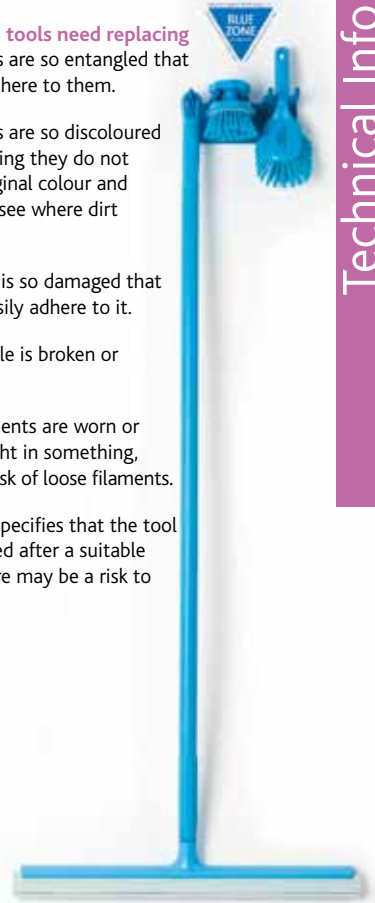 tools need replacing
s are so entangled that
here to them.
s are so discoloured
ing they do not
ginal colour and
see where dirt
is so damaged that
sily adhere to it.
le is broken or
ents are worn or
ht in something,
sk of loose filaments.
specifies that the tool
ed after a suitable
re may be a risk to
BLUE
ZONE
Technical Info